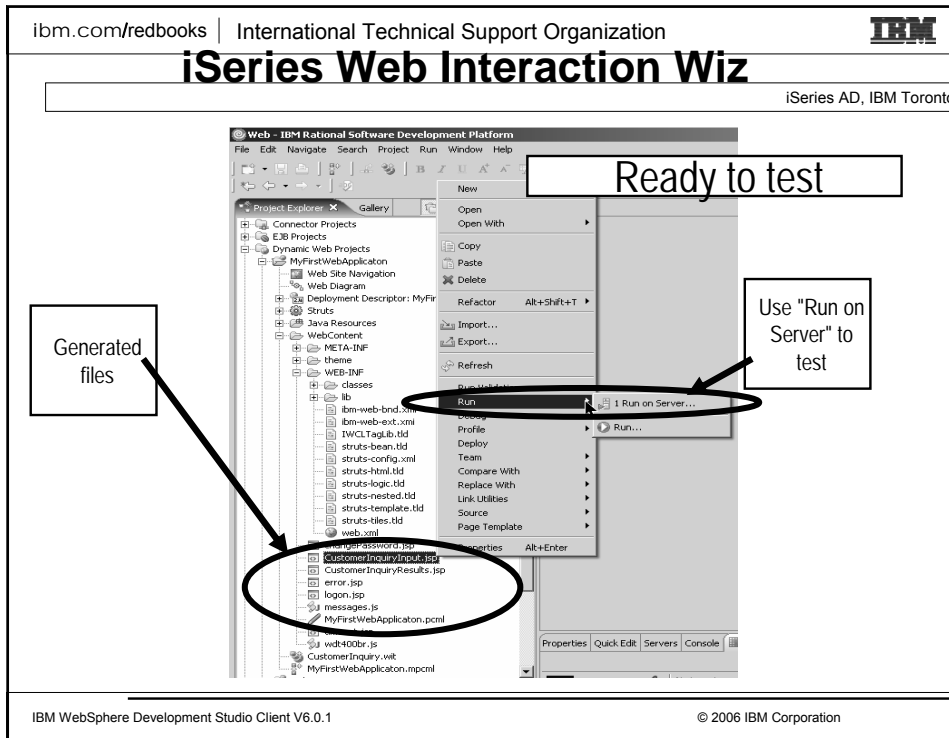 ibm.com/redbooks | International Technical Support Organization
IBM
iSeries Web Interaction Wiz
iSeries AD, IBM Toronto
Web - IBM Rational Software Development Platform
File Edit Navigate Search Project Run Window Help
Ready to test
Project Explorer Gallery
Connector Projects
EJB Projects
Dynamic Web Projects
MyFirstWebApplicaton
Web Site Navigation
Web Diagram
Deployment Descriptor: MyFir
Struts
Java Resources
WebContent
META-INF
theme
WEB-INF
classes
lib
ibm-web-bnd.xmi
ibm-web-ext.xmi
IWCLTagLib.tld
struts-bean.tld
struts-config.xml
struts-html.tld
struts-logic.tld
struts-nested.tld
struts-template.tld
struts-tiles.tld
web.xml
changePassword.jsp
CustomerInquiryInput.jsp
CustomerInquiryResults.jsp
error.jsp
logon.jsp
messages.js
MyFirstWebApplicaton.pcml
wdt400br.js
CustomerInquiry.wit
MyFirstWebApplicaton.mpcml
New
Open
Open With
Copy
Paste
Delete
Refactor Alt+Shift+T
Import...
Export...
Refresh
Run Validation
Run
Debug
Profile
Deploy
Team
Compare With
Replace With
Link Utilities
Source
Page Template
Properties Alt+Enter
1 Run on Server...
Run...
Generated
files
Use "Run on
Server" to
test
Properties Quick Edit Servers Console
IBM WebSphere Development Studio Client V6.0.1
© 2006 IBM Corporation